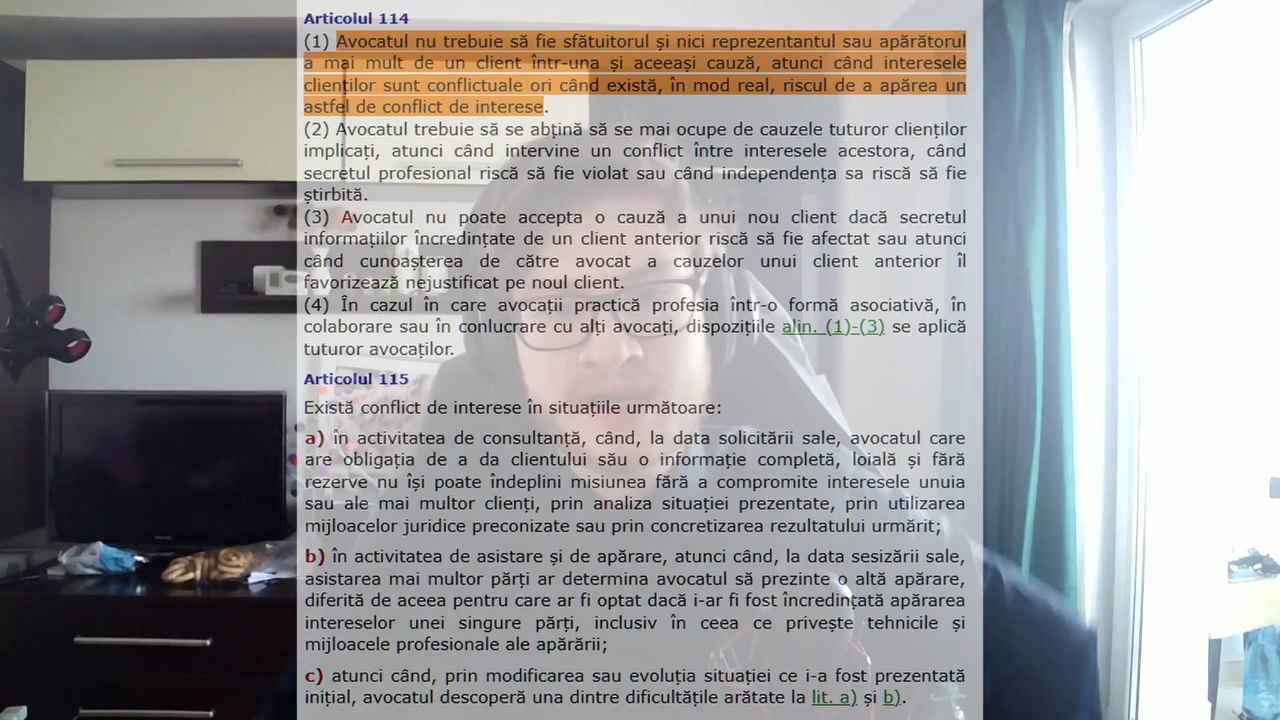 Articolul 114
(1) Avocatul nu trebuie să fie sfătuitorul și nici reprezentantul sau apărătorul
a mai mult de un client într-una și aceeași cauză, atunci când interesele
clienților sunt conflictuale ori când există, în mod real, riscul de a apărea un
astfel de conflict de interese.
(2) Avocatul trebuie să se abțină să se mai ocupe de cauzele tuturor clienților
implicați, atunci când intervine un conflict între interesele acestora, când
secretul profesional riscă să fie violat sau când independența sa riscă să fie
știrbită.
(3) Avocatul nu poate accepta o cauză a unui nou client dacă secretul
informațiilor încredințate de un client anterior riscă să fie afectat sau atunci
când cunoașterea de către avocat a cauzelor unui client anterior îl
favorizează nejustificat pe noul client.
(4) În cazul în care avocații practică profesia într-o formă asociativă, în
colaborare sau în conlucrare cu alți avocați, dispozițiile alin. (1)-(3) se aplică
tuturor avocaților.
Articolul 115
Există conflict de interese în situațiile următoare:
a) în activitatea de consultanță, când, la data solicitării sale, avocatul care
are obligația de a da clientului său o informație completă, loială și fără
rezerve nu își poate îndeplini misiunea fără a compromite interesele unuia
sau ale mai multor clienți, prin analiza situației prezentate, prin utilizarea
mijloacelor juridice preconizate sau prin concretizarea rezultatului urmărit;
b) în activitatea de asistare și de apărare, atunci când, la data sesizării sale,
asistarea mai multor părți ar determina avocatul să prezinte o altă apărare,
diferită de aceea pentru care ar fi optat dacă i-ar fi fost încredințată apărarea
intereselor unei singure părți, inclusiv în ceea ce privește tehnicile și
mijloacele profesionale ale apărării;
c) atunci când, prin modificarea sau evoluția situației ce i-a fost prezentată
inițial, avocatul descoperă una dintre dificultățile arătate la lit. a) și b).